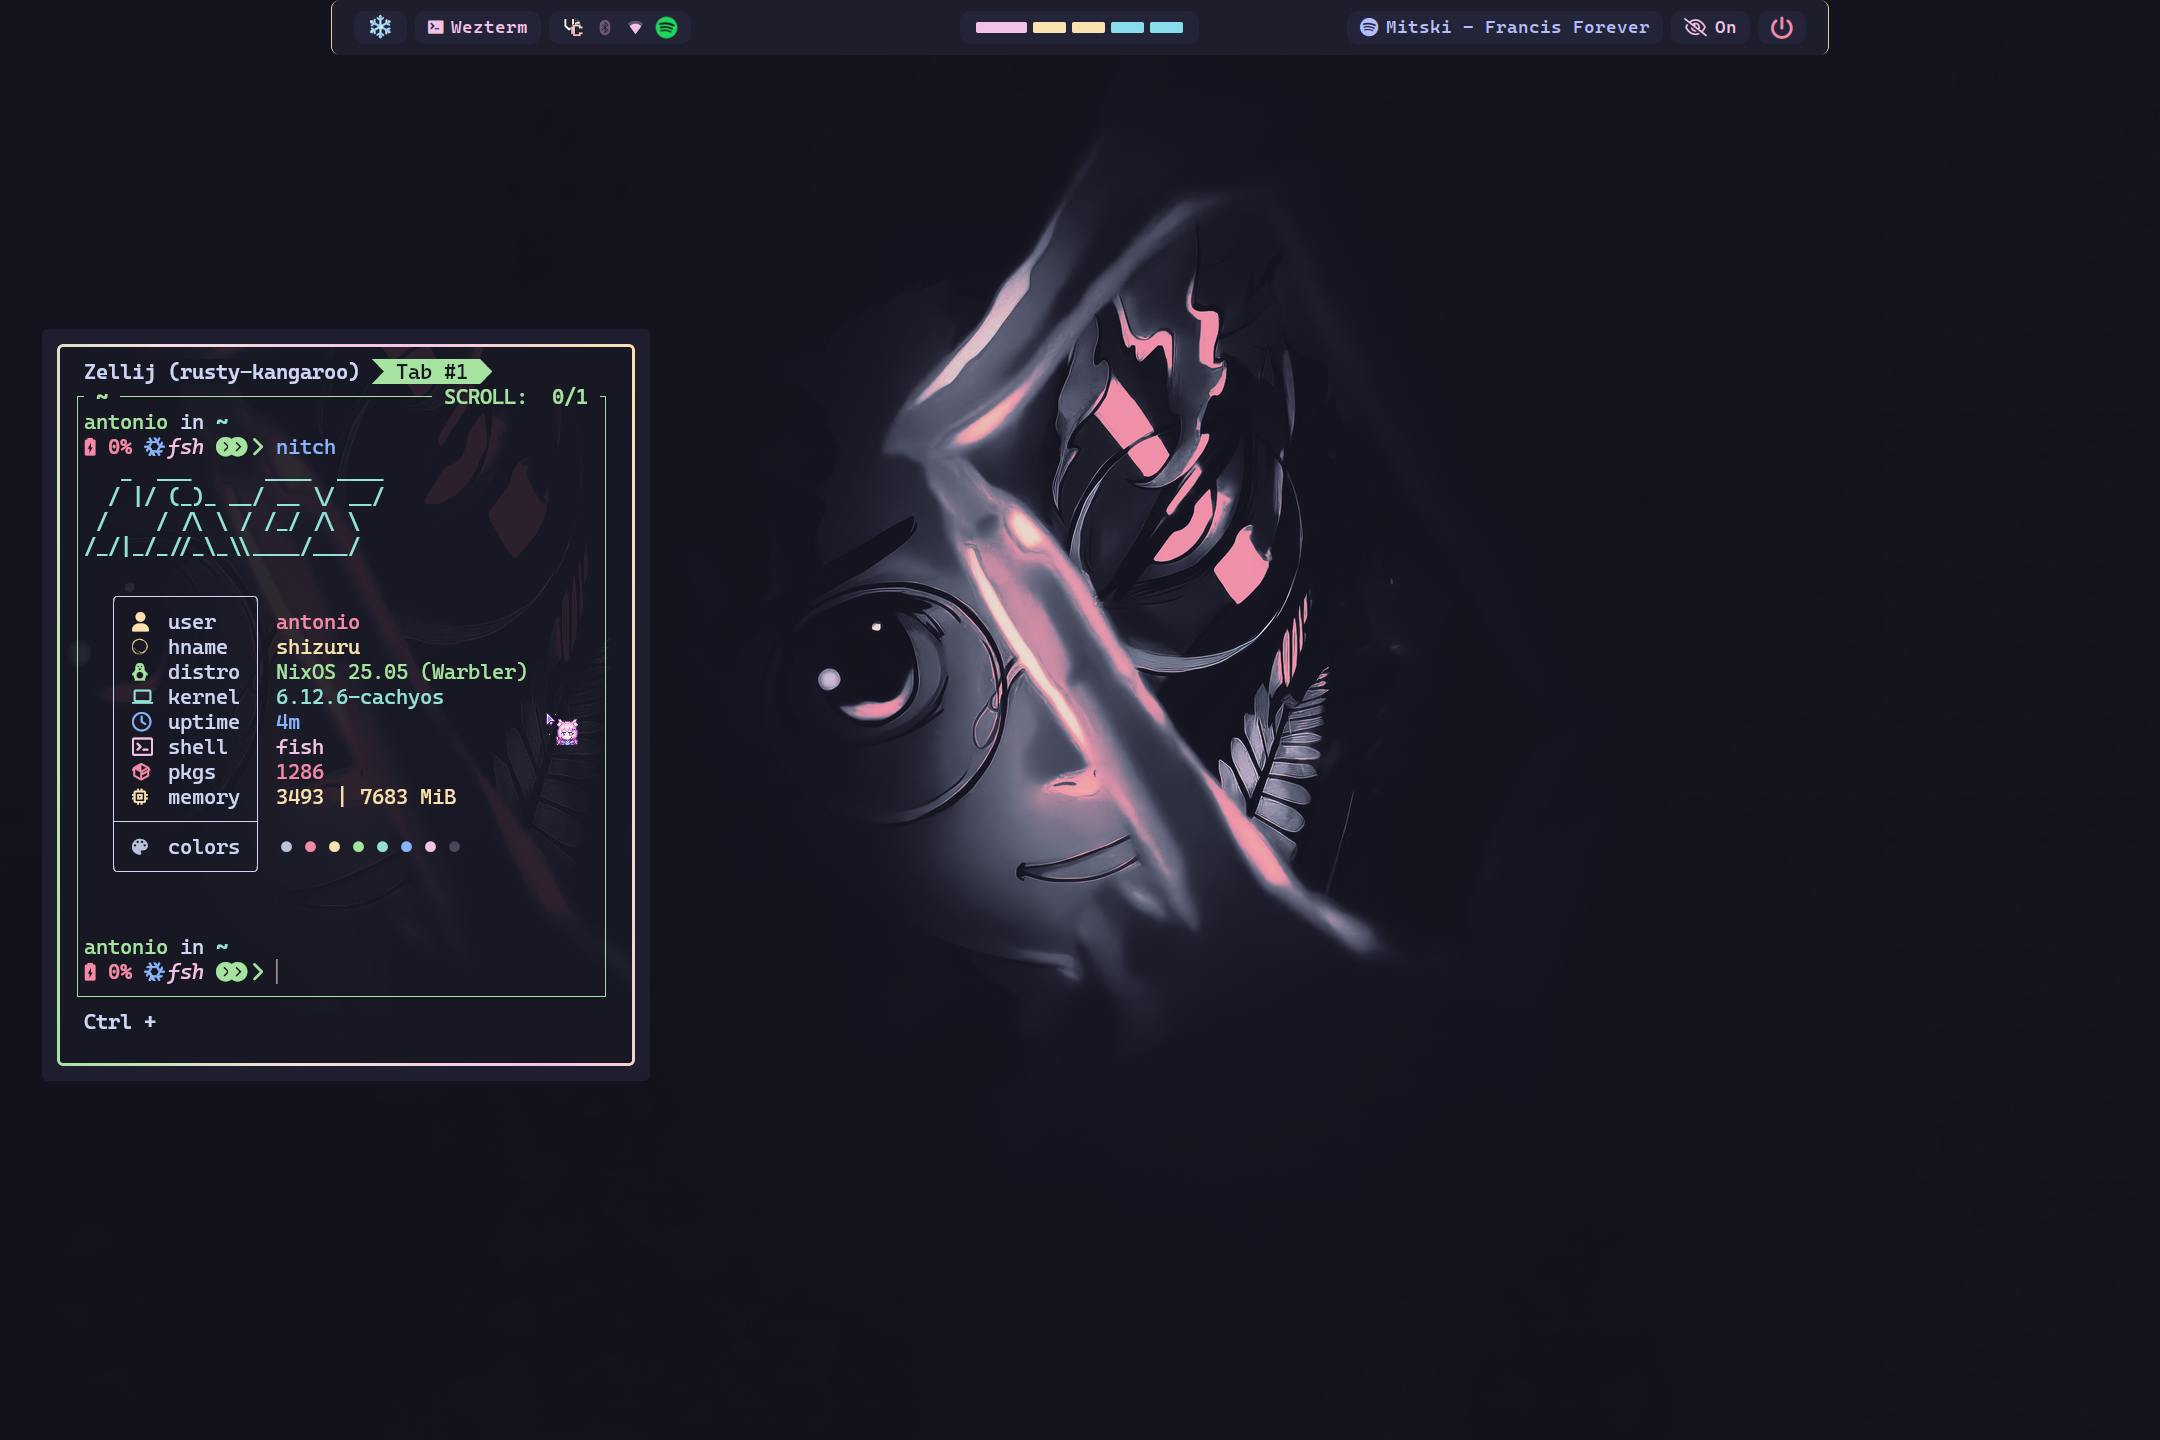 Wezterm
Mitski – Francis Forever
On
Zellij (rusty-kangaroo) Tab #1
~ SCROLL: 0/1
antonio in ~
0% fsh nitch
user antonio
hname shizuru
distro NixOS 25.05 (Warbler)
kernel 6.12.6-cachyos
uptime 4m
shell fish
pkgs 1286
memory 3493 | 7683 MiB
colors
antonio in ~
0% fsh
Ctrl +